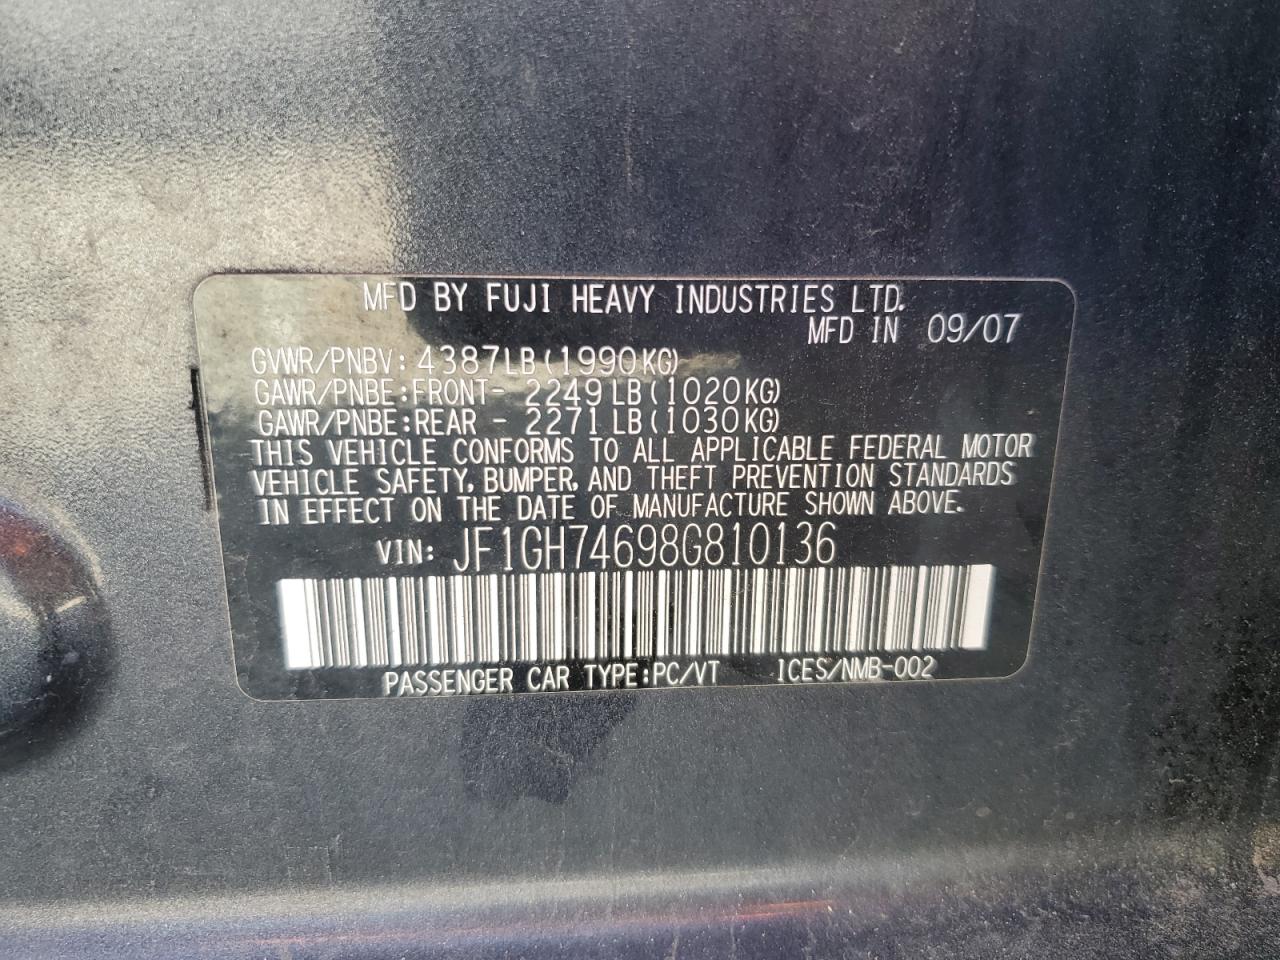 MFD BY FUJI HEAVY INDUSTRIES LTD.
MFD IN 09/07
GVWR/PNBV: 4387LB(1990KG)
GAWR/PNBE:FRONT- 2249LB(1020KG)
GAWR/PNBE:REAR - 2271LB(1030KG)
THIS VEHICLE CONFORMS TO ALL APPLICABLE FEDERAL MOTOR
VEHICLE SAFETY, BUMPER, AND THEFT PREVENTION STANDARDS
IN EFFECT ON THE DATE OF MANUFACTURE SHOWN ABOVE.
VIN: JF1GH74698G810136
PASSENGER CAR TYPE:PC/VT ICES/NMB-002